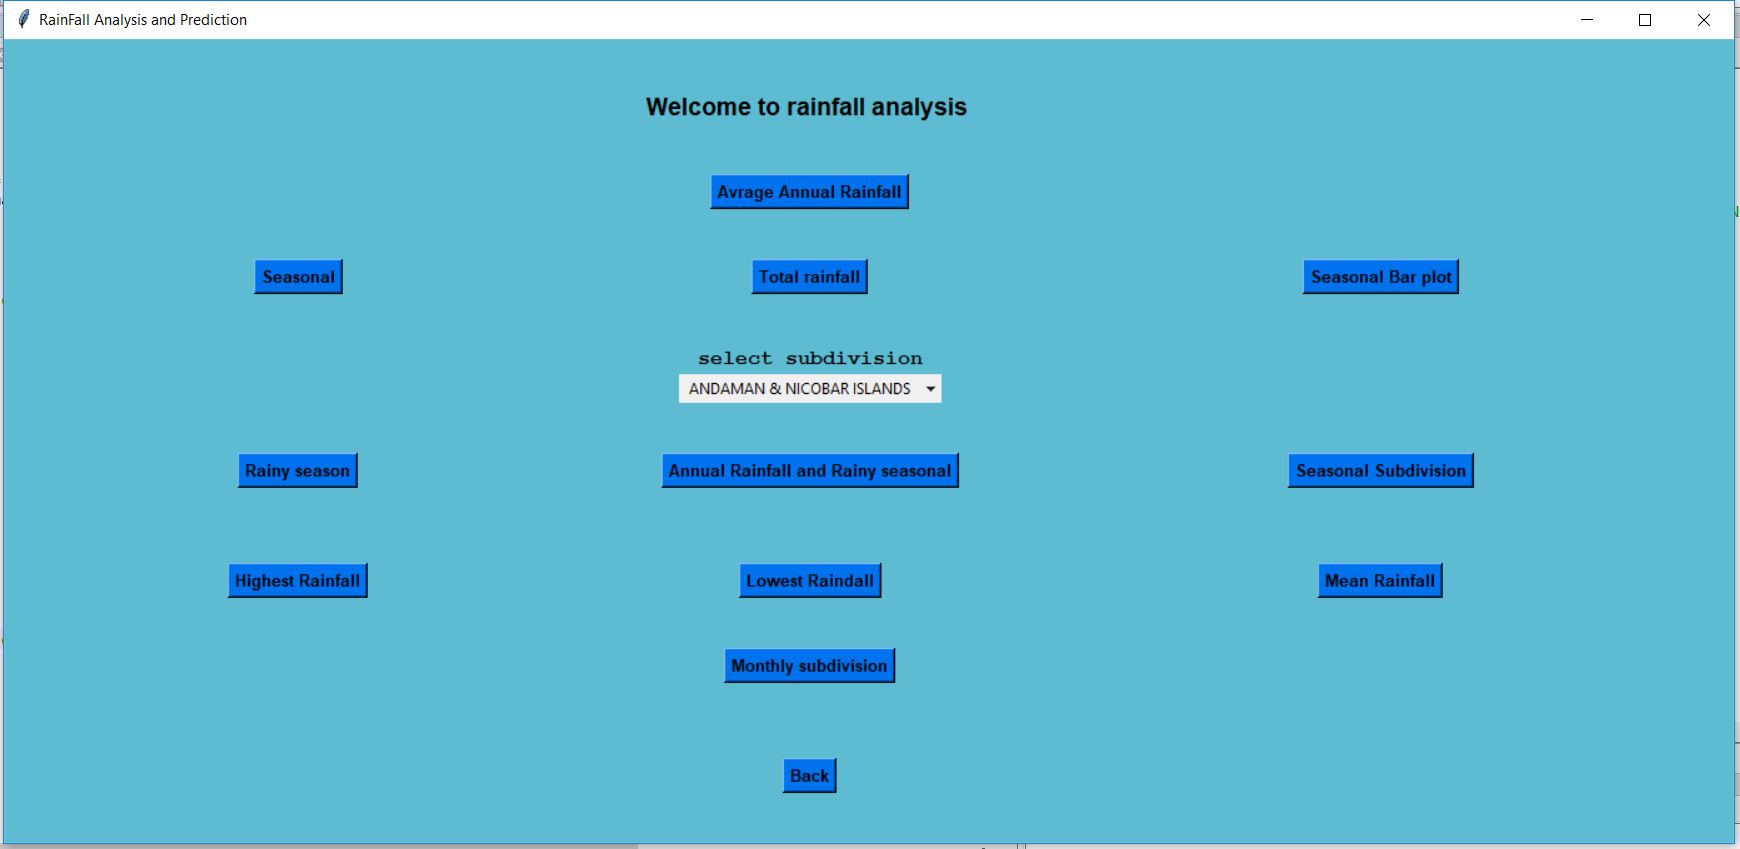 RainFall Analysis and Prediction
Welcome to rainfall analysis
Avrage Annual Rainfall
Seasonal
Total rainfall
Seasonal Bar plot
select subdivision
ANDAMAN & NICOBAR ISLANDS
Rainy season
Annual Rainfall and Rainy seasonal
Seasonal Subdivision
Highest Rainfall
Lowest Raindall
Mean Rainfall
Monthly subdivision
Back